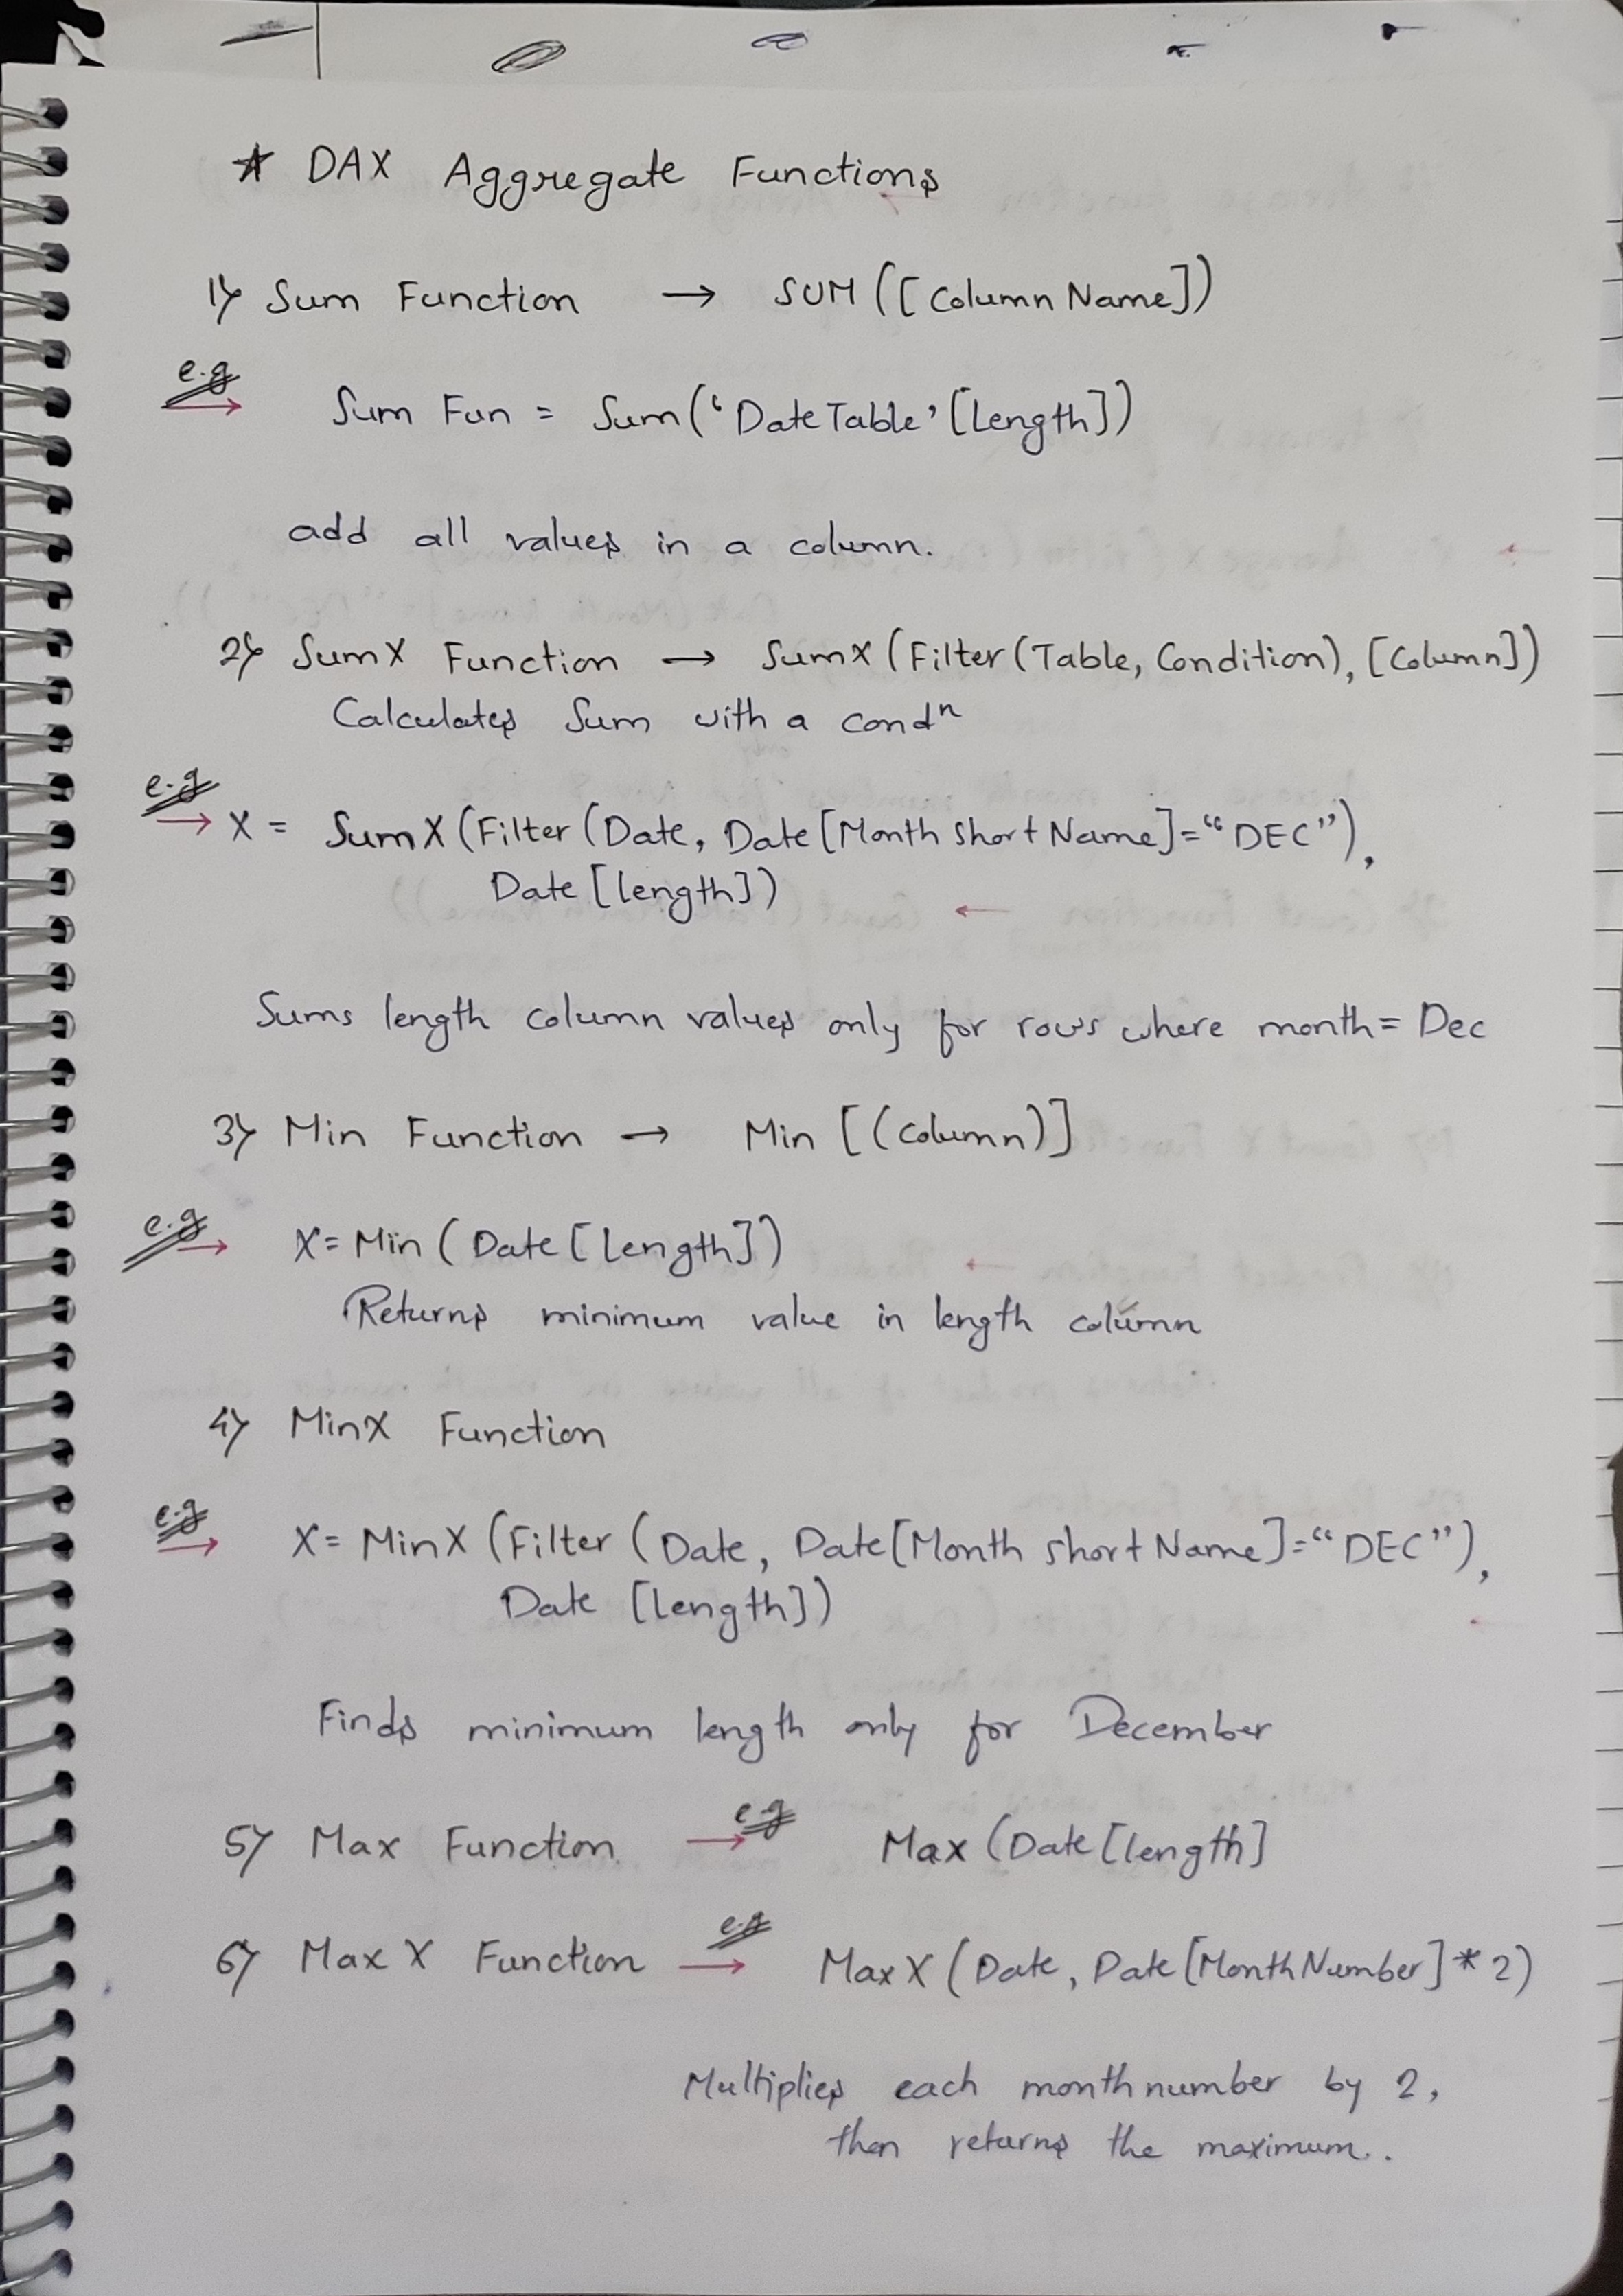 * DAX Aggregate Functions
1) Sum Function → SUM([Column Name])
e.g → Sum Fun = Sum('DateTable'[length])
add all values in a column.
2) SumX Function → SumX(Filter(Table, Condition), [Column])
Calculates Sum with a condⁿ
e.g → X = SumX(Filter(Date, Date[Month Short Name]="DEC"),
Date[length])
Sums length column values only for rows where month= Dec
3) Min Function → Min [(Column)]
e.g → X= Min (Date[length])
Returns minimum value in length column
4) MinX Function
e.g → X= MinX (Filter (Date, Date[Month Short Name]="DEC"),
Date [length])
Finds minimum length only for December
5) Max Function → e.g Max (Date[length]
6) Max X Function → e.g Max X (Date, Date[MonthNumber]*2)
Multiplies each month number by 2,
then returns the maximum..